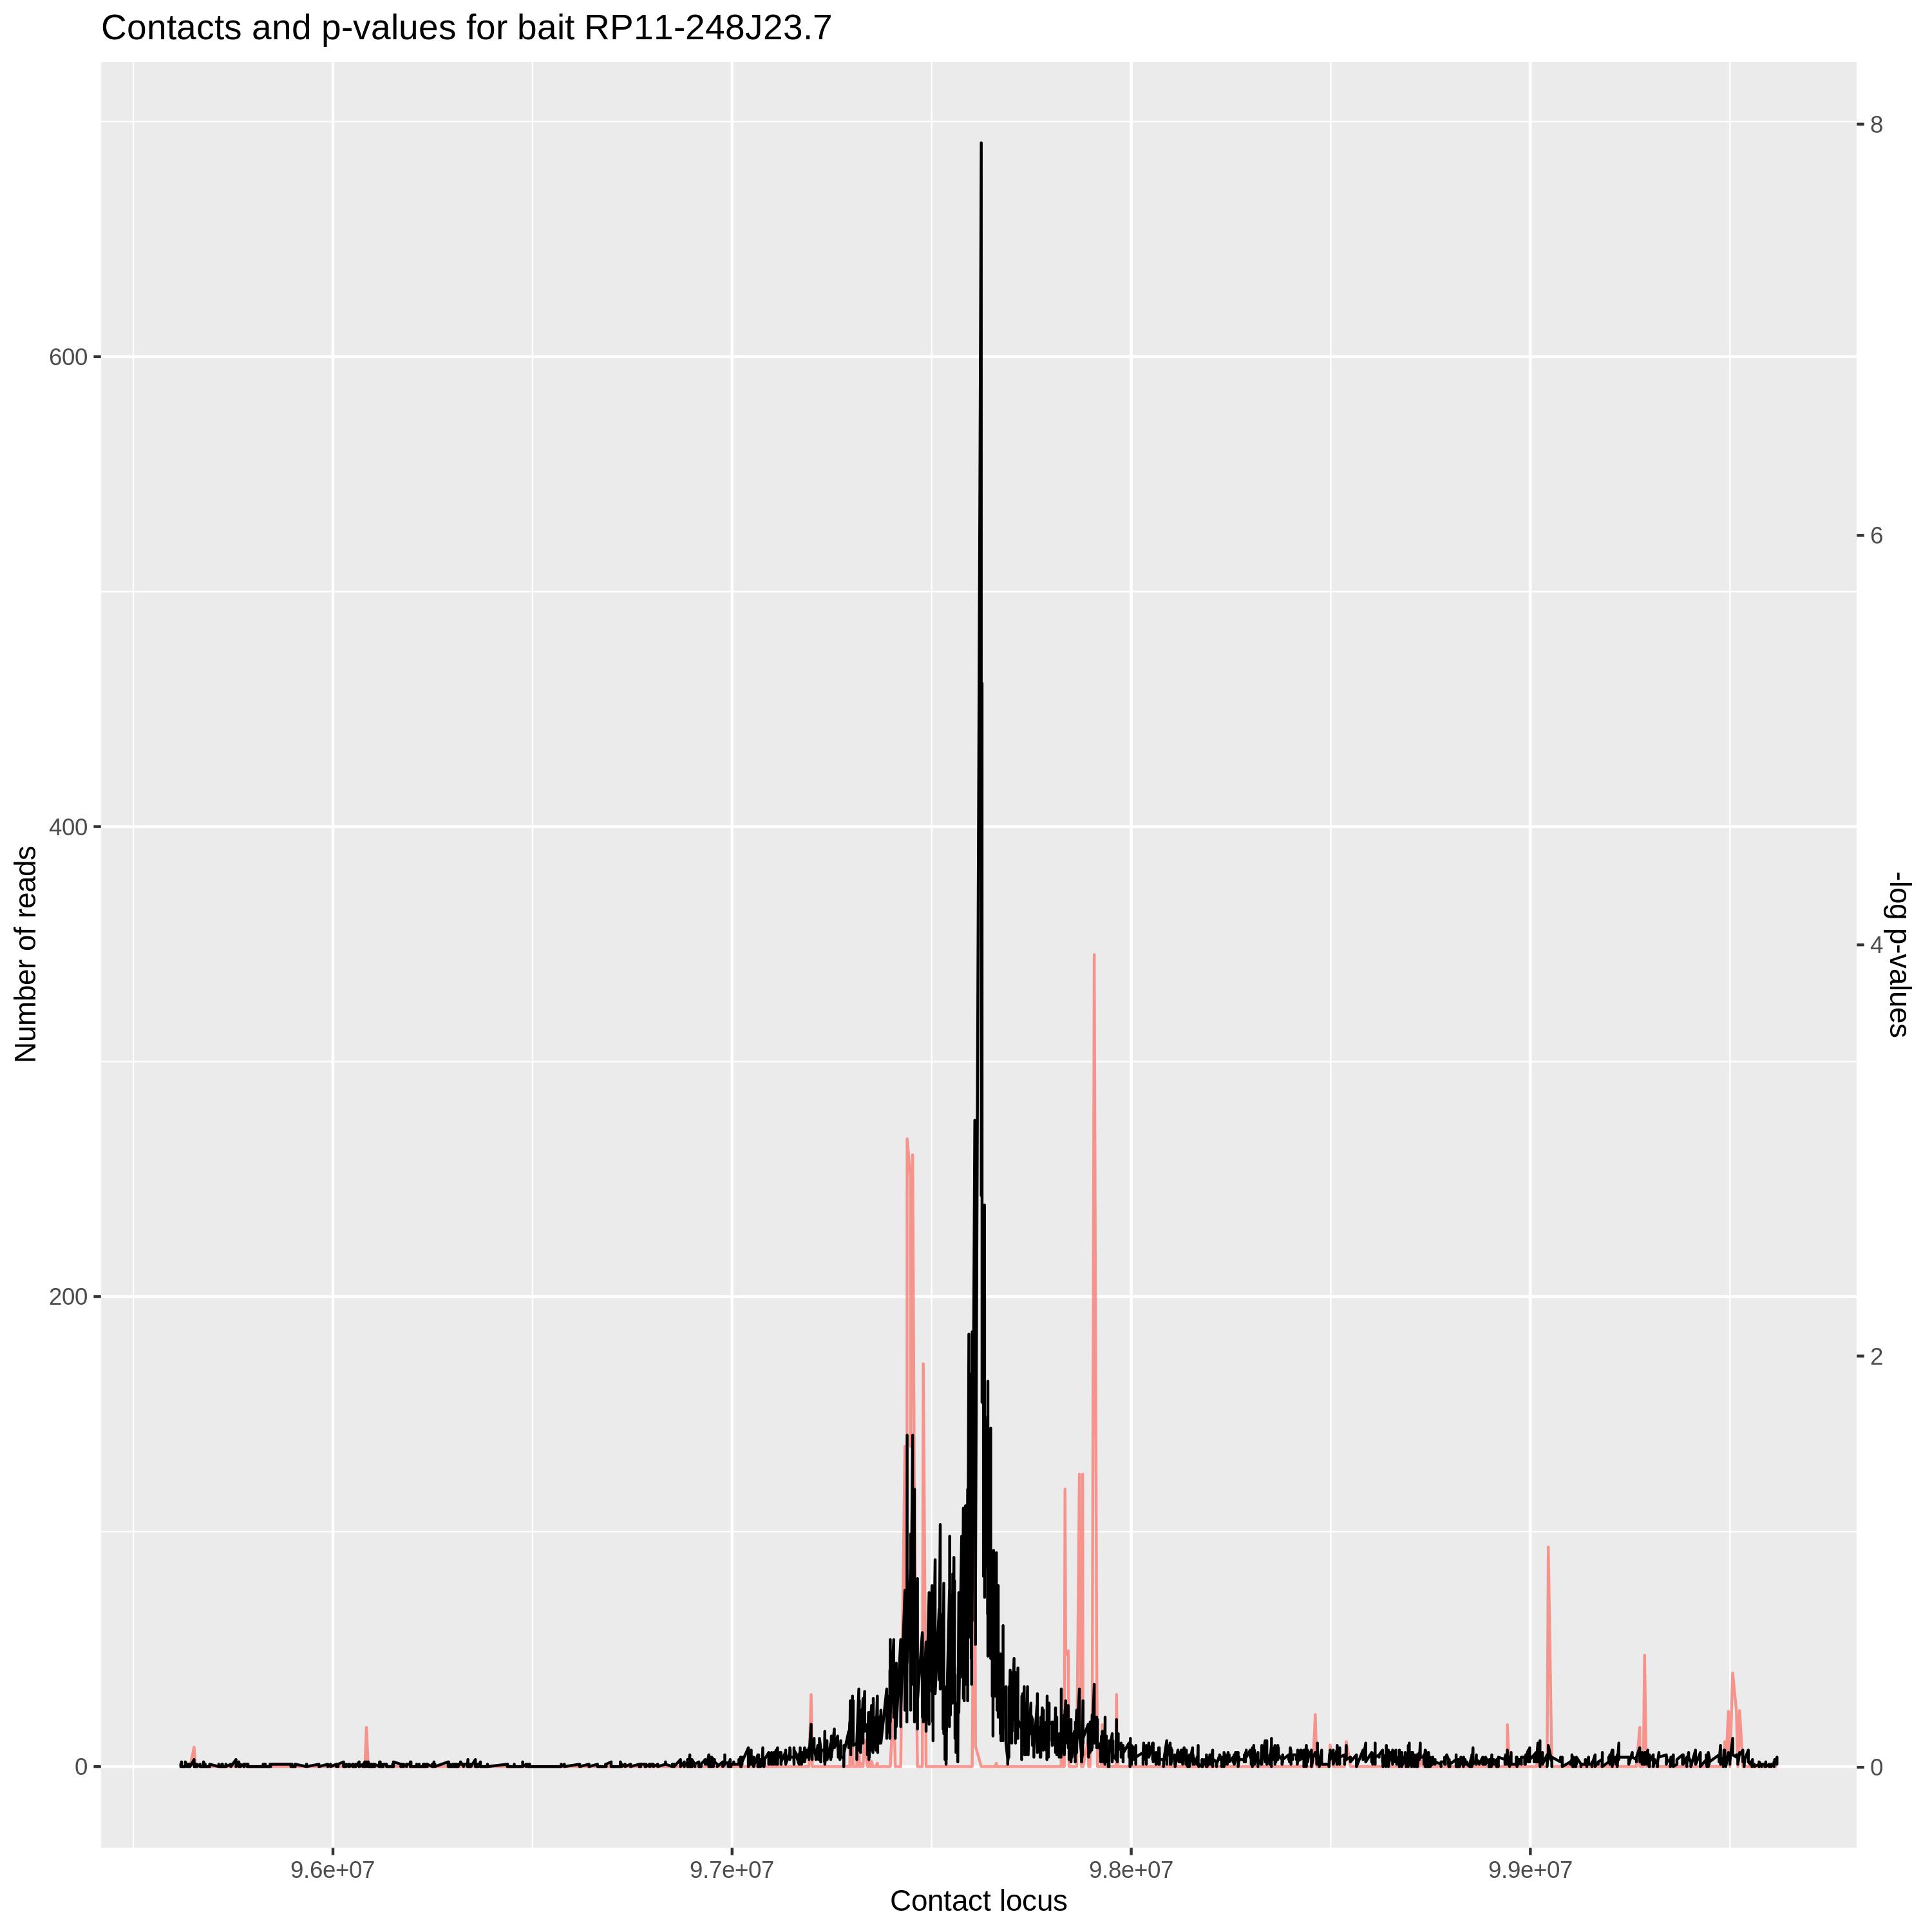 Contacts and p-values for bait RP11-248J23.7
Number of reads
600
400
200
0
8
6
4
2
0
-log p-values
9.6e+07
9.7e+07
9.8e+07
9.9e+07
Contact locus